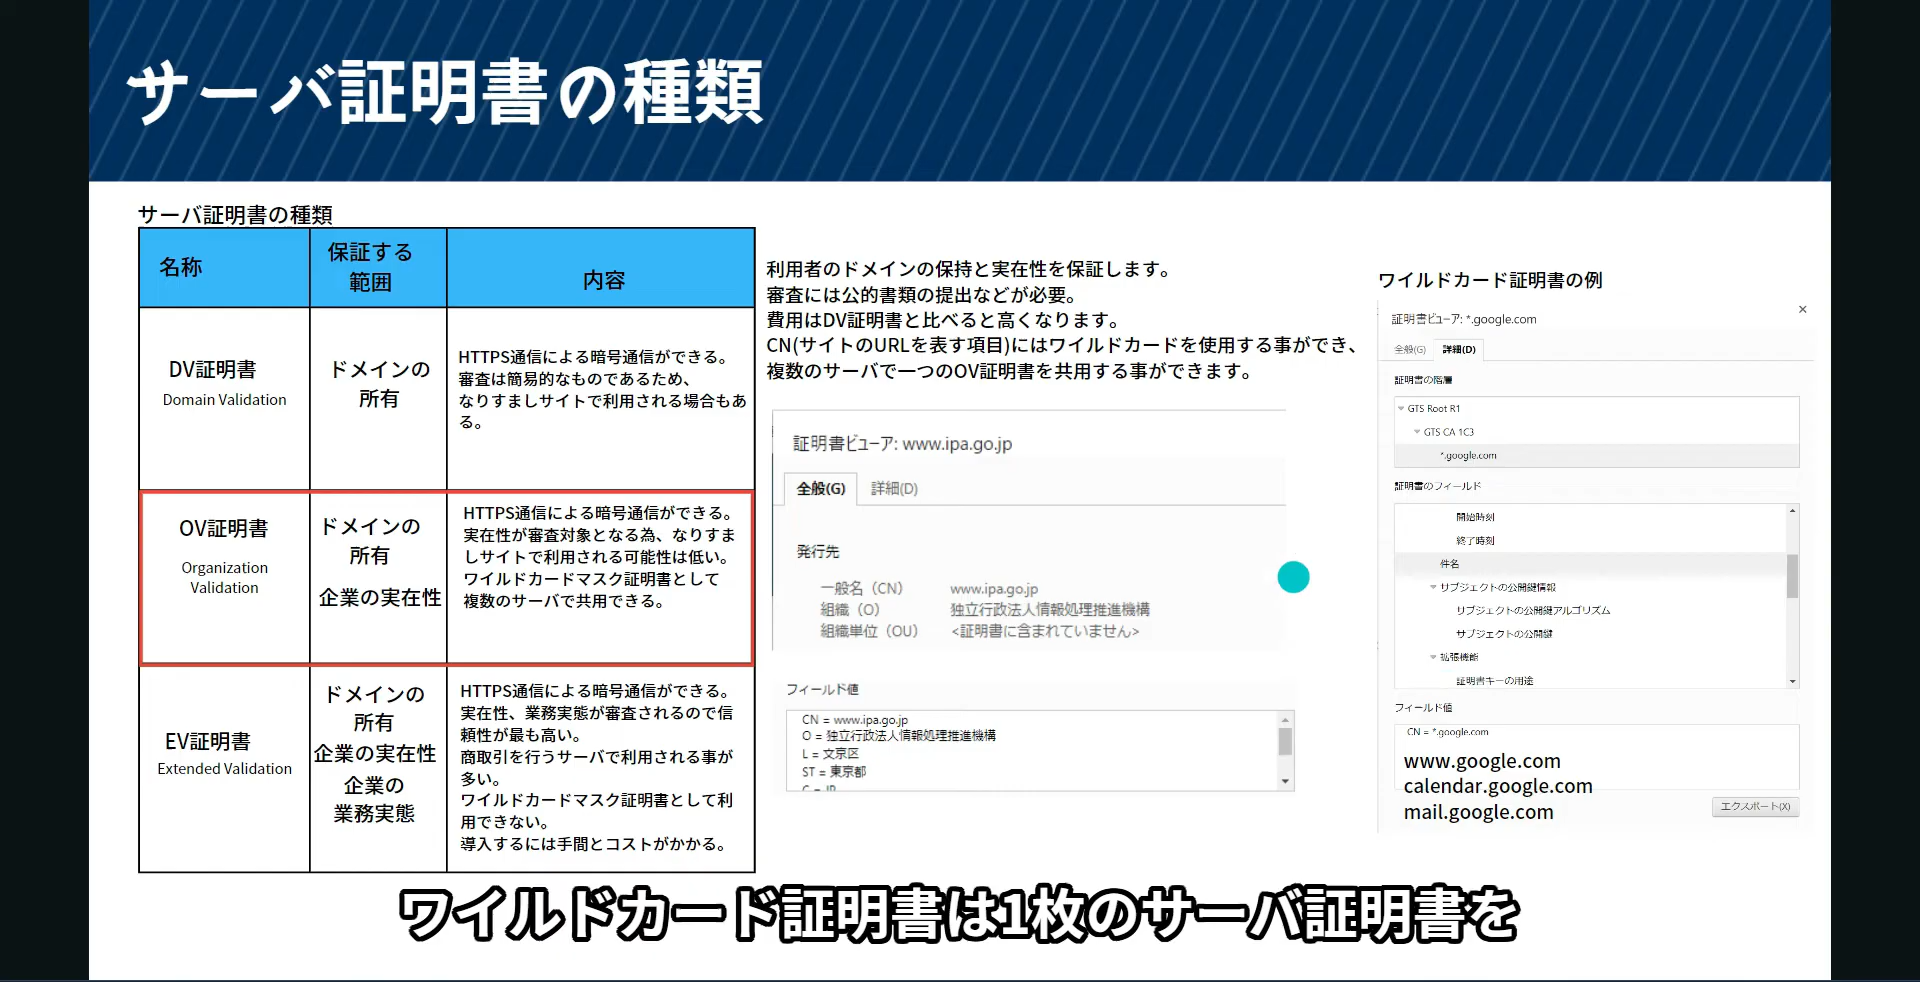 サーバ証明書の種類
サーバ証明書の種類
名称
保証する
範囲
内容
DV証明書
Domain Validation
ドメインの
所有
HTTPS通信による暗号通信ができる。
審査は簡易的なものであるため、
なりすましサイトで利用される場合もあ
る。
OV証明書
Organization
Validation
ドメインの
所有
企業の実在性
HTTPS通信による暗号通信ができる。
実在性が審査対象となる為、なりすま
しサイトで利用される可能性は低い。
ワイルドカードマスク証明書として
複数のサーバで共用できる。
EV証明書
Extended Validation
ドメインの
所有
企業の実在性
企業の
業務実態
HTTPS通信による暗号通信ができる。
実在性、業務実態が審査されるので信
頼性が最も高い。
商取引を行うサーバで利用される事が
多い。
ワイルドカードマスク証明書として利
用できない。
導入するには手間とコストがかかる。
利用者のドメインの保持と実在性を保証します。
審査には公的書類の提出などが必要。
費用はDV証明書と比べると高くなります。
CN(サイトのURLを表す項目)にはワイルドカードを使用する事ができ、
複数のサーバで一つのOV証明書を共用する事ができます。
証明書ビューア: www.ipa.go.jp
全般(G) 詳細(D)
発行先
一般名（CN） www.ipa.go.jp
組織（O） 独立行政法人情報処理推進機構
組織単位（OU） <証明書に含まれていません>
フィールド値
CN = www.ipa.go.jp
O = 独立行政法人情報処理推進機構
L = 文京区
ST = 東京都
ワイルドカード証明書の例
証明書ビューア: *.google.com
×
全般(G) 詳細(D)
証明書の階層
GTS Root R1
GTS CA 1C3
*.google.com
証明書のフィールド
開始時刻
終了時刻
件名
サブジェクトの公開鍵情報
サブジェクトの公開鍵アルゴリズム
サブジェクトの公開鍵
拡張機能
証明書キーの用途
フィールド値
CN = *.google.com
www.google.com
calendar.google.com
mail.google.com
エクスポート(X)
ワイルドカード証明書は1枚のサーバ証明書を